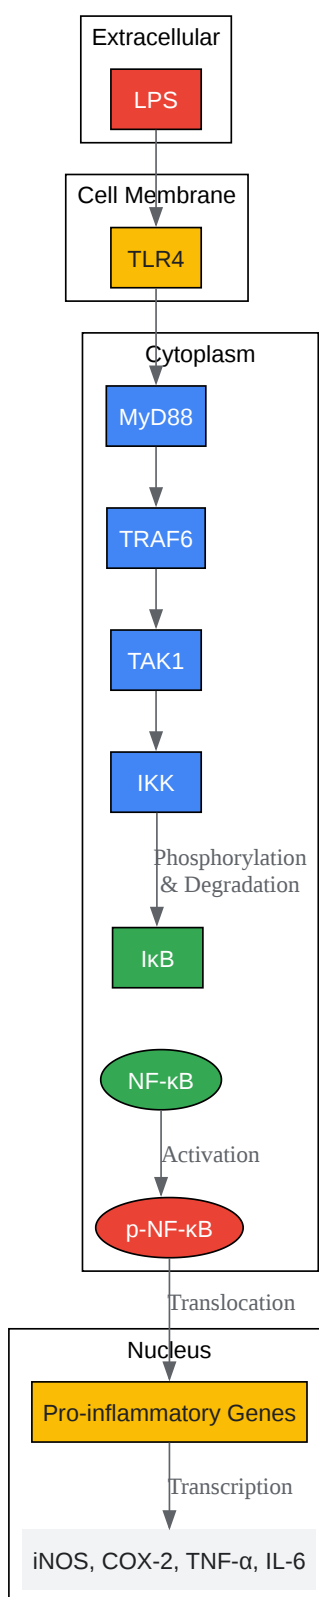 Extracellular
LPS
Cell Membrane
TLR4
Cytoplasm
MyD88
TRAF6
TAK1
IKK
Phosphorylation
& Degradation
IκB
NF-κB
Activation
p-NF-κB
Translocation
Nucleus
Pro-inflammatory Genes
Transcription
iNOS, COX-2, TNF-α, IL-6